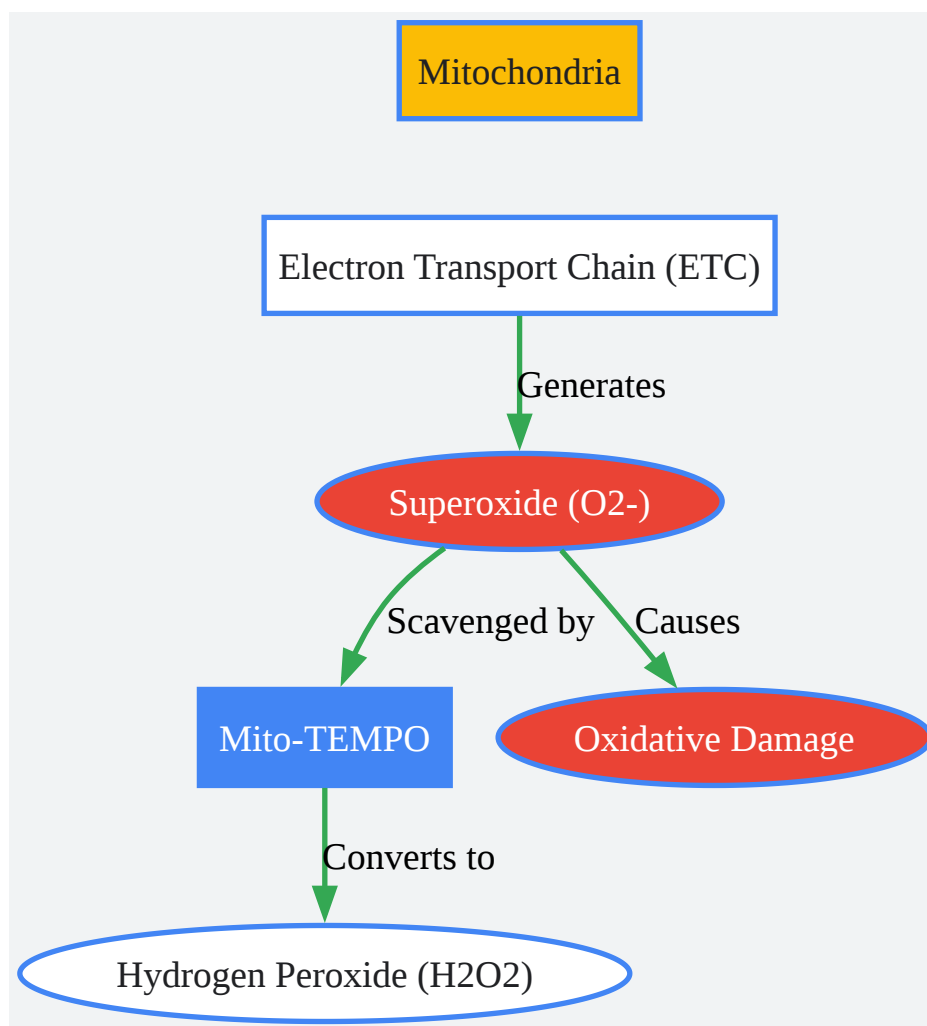 Mitochondria
Electron Transport Chain (ETC)
Generates
Superoxide (O2-)
Scavenged by
Causes
Mito-TEMPO
Oxidative Damage
Converts to
Hydrogen Peroxide (H2O2)